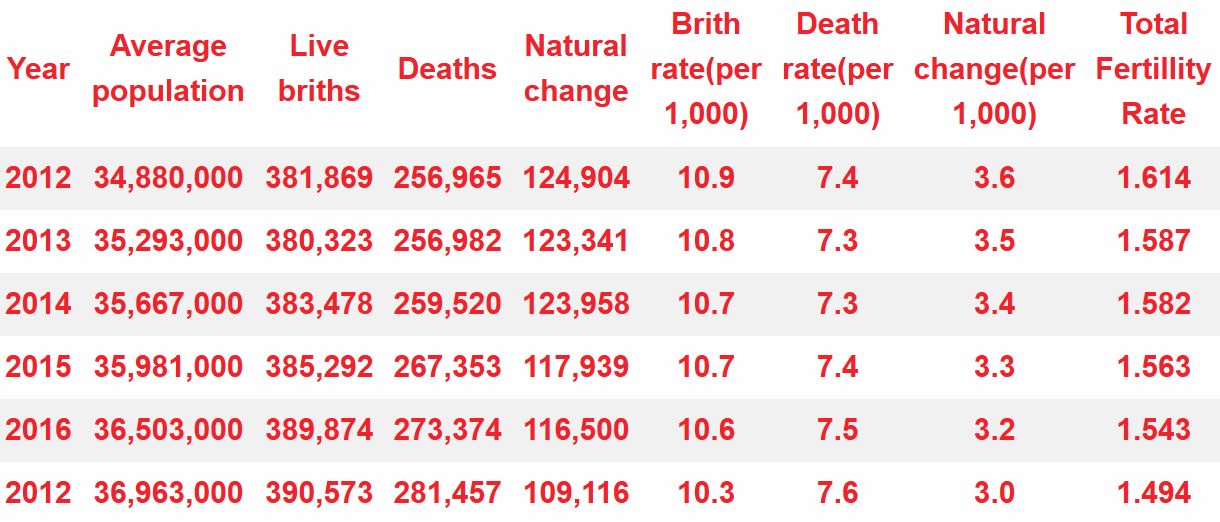 Year Average population Live briths Deaths Natural change Brith rate(per 1,000) Death rate(per 1,000) Natural change(per 1,000) Total Fertillity Rate
2012 34,880,000 381,869 256,965 124,904 10.9 7.4 3.6 1.614
2013 35,293,000 380,323 256,982 123,341 10.8 7.3 3.5 1.587
2014 35,667,000 383,478 259,520 123,958 10.7 7.3 3.4 1.582
2015 35,981,000 385,292 267,353 117,939 10.7 7.4 3.3 1.563
2016 36,503,000 389,874 273,374 116,500 10.6 7.5 3.2 1.543
2012 36,963,000 390,573 281,457 109,116 10.3 7.6 3.0 1.494